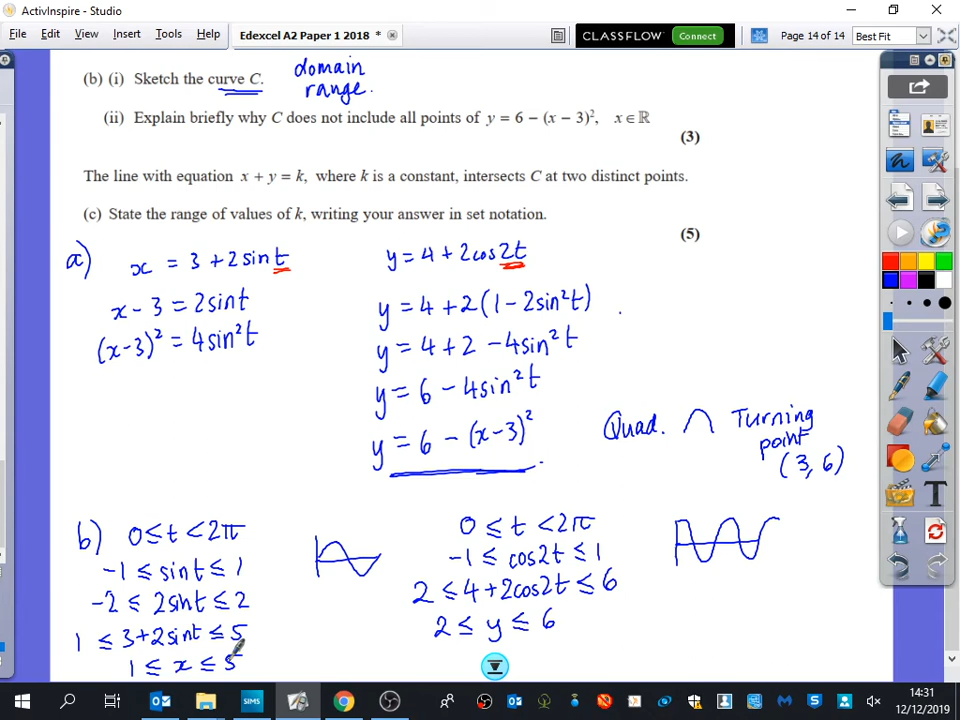 ActivInspire - Studio
File Edit View Insert Tools Help Edexcel A2 Paper 1 2018 * CLASSFLOW Connect Page 14 of 14 Best Fit
(b) (i) Sketch the curve C. domain
range.
(ii) Explain briefly why C does not include all points of y = 6 − (x − 3)², x ∈ ℝ
(3)
The line with equation x + y = k, where k is a constant, intersects C at two distinct points.
(c) State the range of values of k, writing your answer in set notation.
(5)
a) x = 3 + 2sint
x - 3 = 2sint
(x-3)² = 4sin²t
y = 4 + 2cos2t
y = 4 + 2(1 - 2sin²t)
y = 4 + 2 - 4sin²t
y = 6 - 4sin²t
y = 6 - (x-3)²
Quad. Turning
point
(3, 6)
b) 0 ≤ t < 2π
-1 ≤ sint ≤ 1
-2 ≤ 2sint ≤ 2
1 ≤ 3+2sint ≤ 5
1 ≤ x ≤ 5
0 ≤ t < 2π
-1 ≤ cos2t ≤ 1
2 ≤ 4+2cos2t ≤ 6
2 ≤ y ≤ 6
SIMS
14:31
12/12/2019